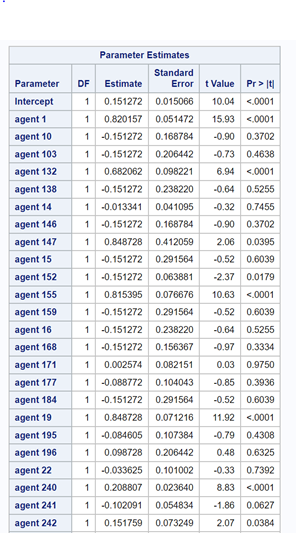 Parameter Estimates
Parameter DF Estimate Standard Error t Value Pr > |t|
Intercept 1 0.151272 0.015066 10.04 <.0001
agent 1 1 0.820157 0.051472 15.93 <.0001
agent 10 1 -0.151272 0.168784 -0.90 0.3702
agent 103 1 -0.151272 0.206442 -0.73 0.4638
agent 132 1 0.682062 0.098221 6.94 <.0001
agent 138 1 -0.151272 0.238220 -0.64 0.5255
agent 14 1 -0.013341 0.041095 -0.32 0.7455
agent 146 1 -0.151272 0.168784 -0.90 0.3702
agent 147 1 0.848728 0.412059 2.06 0.0395
agent 15 1 -0.151272 0.291564 -0.52 0.6039
agent 152 1 -0.151272 0.063881 -2.37 0.0179
agent 155 1 0.815395 0.076676 10.63 <.0001
agent 159 1 -0.151272 0.291564 -0.52 0.6039
agent 16 1 -0.151272 0.238220 -0.64 0.5255
agent 168 1 -0.151272 0.156367 -0.97 0.3334
agent 171 1 0.002574 0.082151 0.03 0.9750
agent 177 1 -0.088772 0.104043 -0.85 0.3936
agent 184 1 -0.151272 0.291564 -0.52 0.6039
agent 19 1 0.848728 0.071216 11.92 <.0001
agent 195 1 -0.084605 0.107384 -0.79 0.4308
agent 196 1 0.098728 0.206442 0.48 0.6325
agent 22 1 -0.033625 0.101002 -0.33 0.7392
agent 240 1 0.208807 0.023640 8.83 <.0001
agent 241 1 -0.102091 0.054834 -1.86 0.0627
agent 242 1 0.151759 0.073249 2.07 0.0384